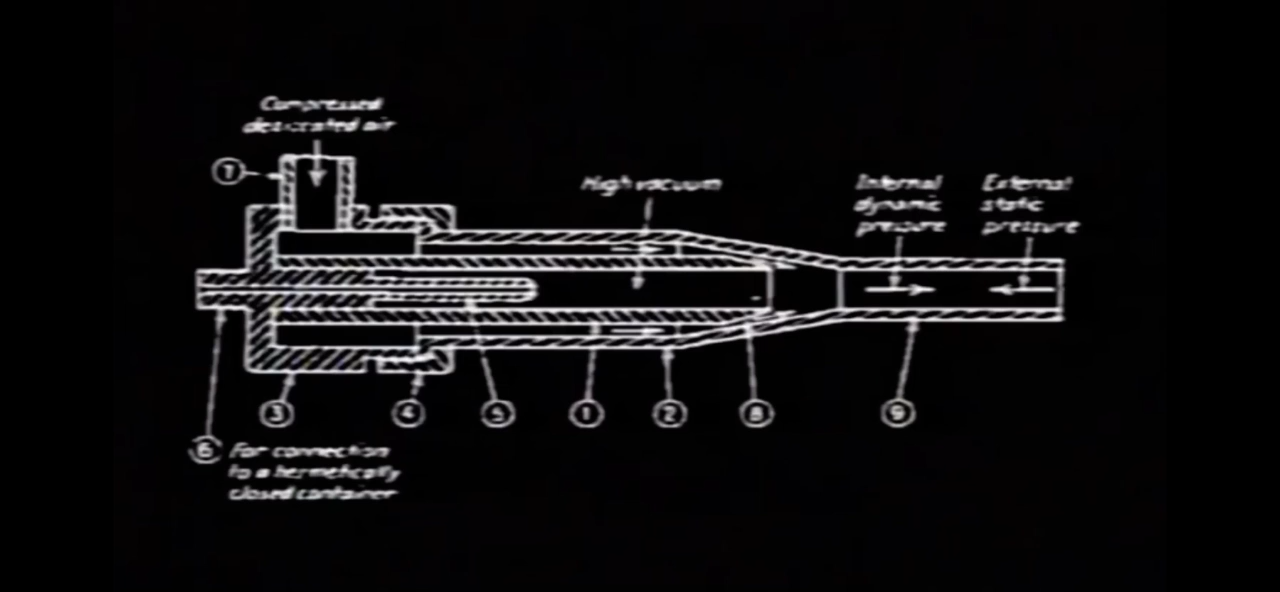 Compressed
desiccated air
7
High vacuum
Internal
dynamic
pressure
External
static
pressure
3
4
5
1
2
8
9
6 For connection
to a hermetically
closed container